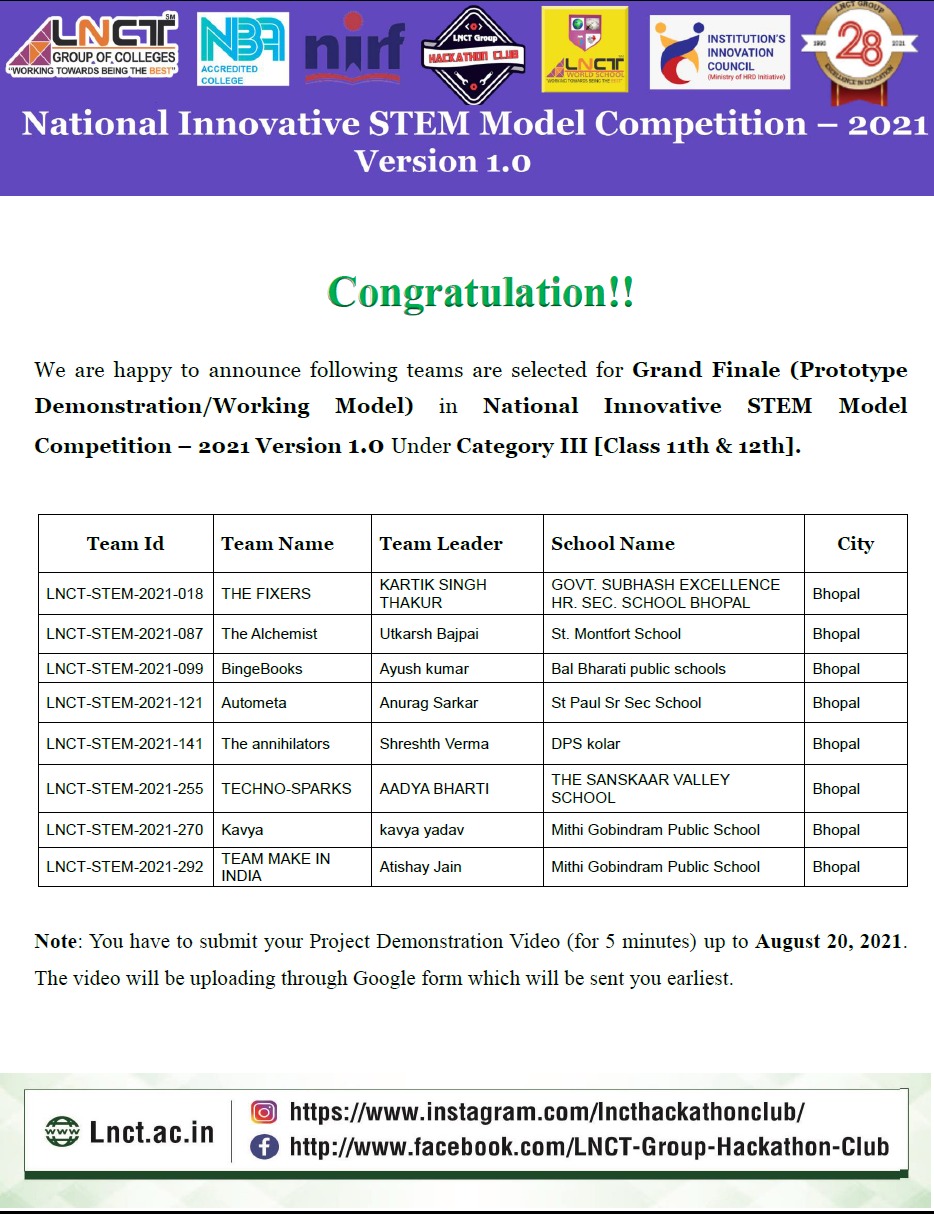 LNCT SM
GROUP OF COLLEGES
"WORKING TOWARDS BEING THE BEST"
NBA
ACCREDITED
COLLEGE
nirf
LNCT Group
HACKATHON CLUB
LNCT
WORLD SCHOOL
"WORKING TOWARDS BEING THE BEST"
INSTITUTION'S
INNOVATION
COUNCIL
(Ministry of HRD Initiative)
LNCT GROUP
1993 28 2021
EXCELLENCE IN EDUCATION
National Innovative STEM Model Competition – 2021
Version 1.0
Congratulation!!
We are happy to announce following teams are selected for Grand Finale (Prototype
Demonstration/Working Model) in National Innovative STEM Model
Competition – 2021 Version 1.0 Under Category III [Class 11th & 12th].
Team Id Team Name Team Leader School Name City
LNCT-STEM-2021-018 THE FIXERS KARTIK SINGH THAKUR GOVT. SUBHASH EXCELLENCE HR. SEC. SCHOOL BHOPAL Bhopal
LNCT-STEM-2021-087 The Alchemist Utkarsh Bajpai St. Montfort School Bhopal
LNCT-STEM-2021-099 BingeBooks Ayush kumar Bal Bharati public schools Bhopal
LNCT-STEM-2021-121 Autometa Anurag Sarkar St Paul Sr Sec School Bhopal
LNCT-STEM-2021-141 The annihilators Shreshth Verma DPS kolar Bhopal
LNCT-STEM-2021-255 TECHNO-SPARKS AADYA BHARTI THE SANSKAAR VALLEY SCHOOL Bhopal
LNCT-STEM-2021-270 Kavya kavya yadav Mithi Gobindram Public School Bhopal
LNCT-STEM-2021-292 TEAM MAKE IN INDIA Atishay Jain Mithi Gobindram Public School Bhopal
Note: You have to submit your Project Demonstration Video (for 5 minutes) up to August 20, 2021.
The video will be uploading through Google form which will be sent you earliest.
Lnct.ac.in
https://www.instagram.com/lncthackathonclub/
http://www.facebook.com/LNCT-Group-Hackathon-Club